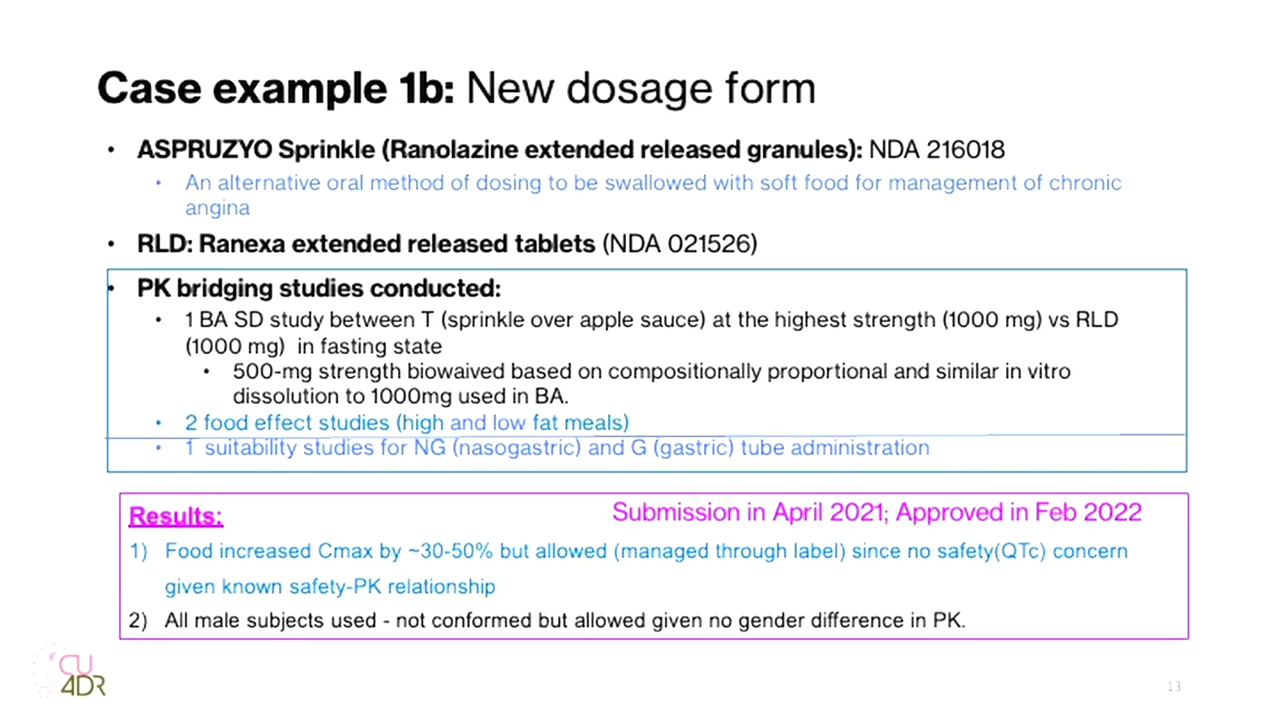 Case example 1b: New dosage form
• ASPRUZYO Sprinkle (Ranolazine extended released granules): NDA 216018
• An alternative oral method of dosing to be swallowed with soft food for management of chronic
angina
• RLD: Ranexa extended released tablets (NDA 021526)
• PK bridging studies conducted:
• 1 BA SD study between T (sprinkle over apple sauce) at the highest strength (1000 mg) vs RLD
(1000 mg) in fasting state
• 500-mg strength biowaived based on compositionally proportional and similar in vitro
dissolution to 1000mg used in BA.
• 2 food effect studies (high and low fat meals)
• 1 suitability studies for NG (nasogastric) and G (gastric) tube administration
Results: Submission in April 2021; Approved in Feb 2022
1) Food increased Cmax by ~30-50% but allowed (managed through label) since no safety(QTc) concern
given known safety-PK relationship
2) All male subjects used - not conformed but allowed given no gender difference in PK.
CU
4DR
13